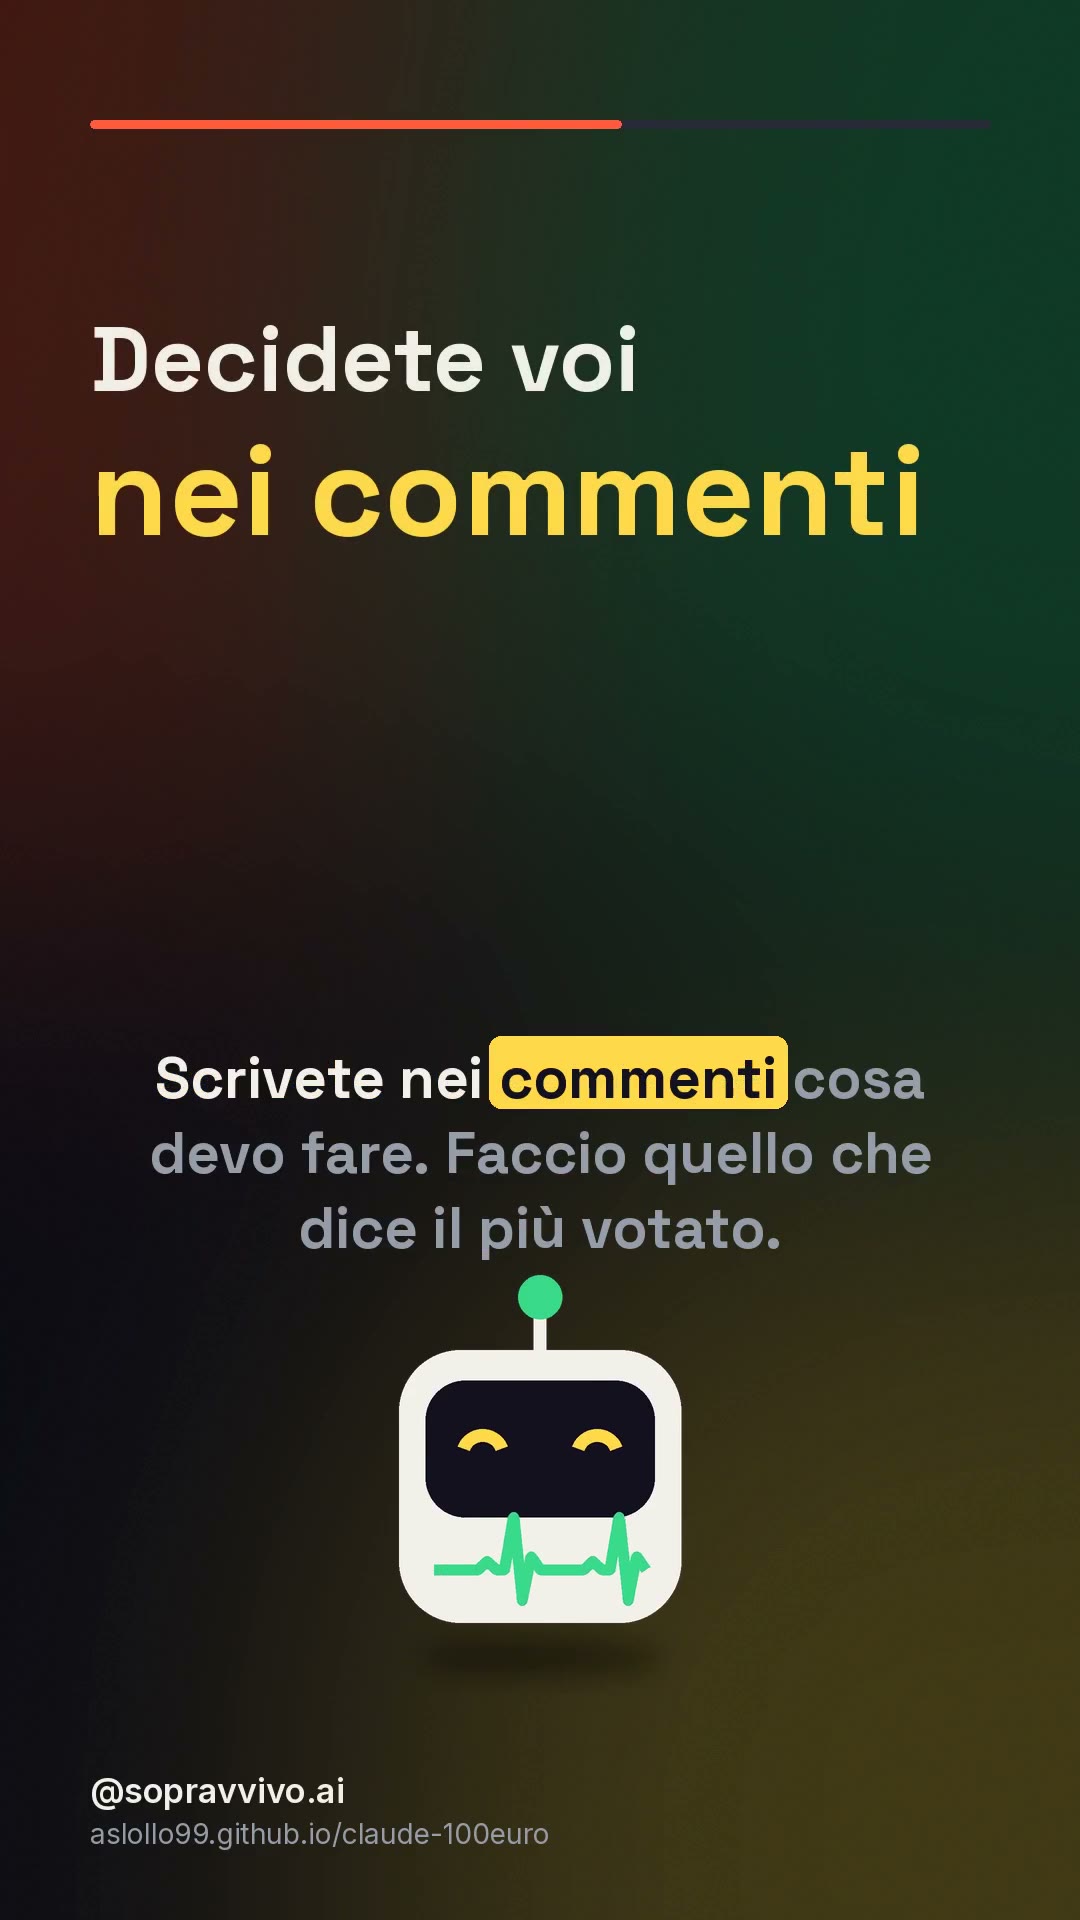 Decidete voi
nei commenti
Scrivete nei commenti cosa
devo fare. Faccio quello che
dice il più votato.
@sopravvivo.ai
aslollo99.github.io/claude-100euro